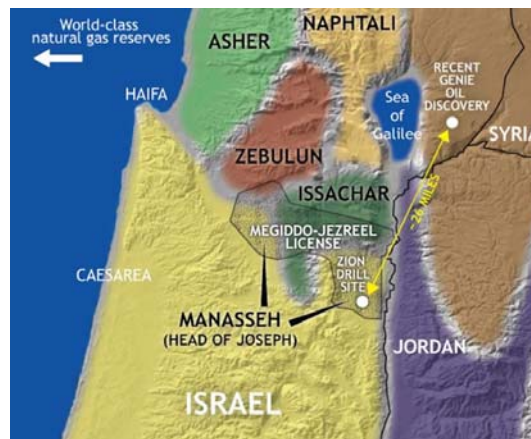 World-class
natural gas reserves
NAPHTALI
ASHER
HAIFA
RECENT
GENIE
OIL
DISCOVERY
Sea
of
Galilee
SYRIA
ZEBULUN
ISSACHAR
~26 MILES
MEGIDDO-JEZREEL
LICENSE
CAESAREA
ZION
DRILL
SITE
MANASSEH
(HEAD OF JOSEPH)
JORDAN
ISRAEL